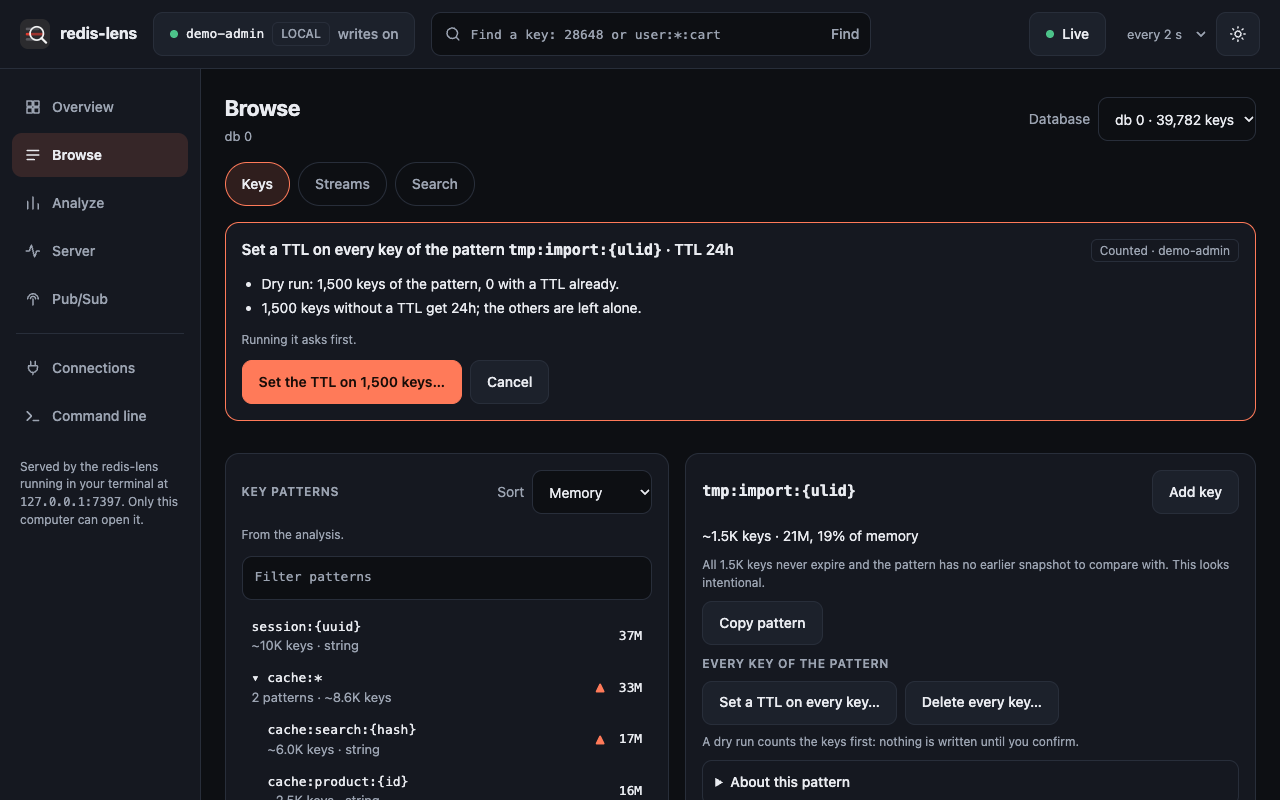 redis-lens
demo-admin LOCAL writes on
Find a key: 28648 or user:*:cart
Find
Live
every 2 s
Overview
Browse
Analyze
Server
Pub/Sub
Connections
Command line
Served by the redis-lens
running in your terminal at
127.0.0.1:7397. Only this
computer can open it.
Browse
db 0
Database
db 0 · 39,782 keys
Keys
Streams
Search
Set a TTL on every key of the pattern tmp:import:{ulid} · TTL 24h
Counted · demo-admin
• Dry run: 1,500 keys of the pattern, 0 with a TTL already.
• 1,500 keys without a TTL get 24h; the others are left alone.
Running it asks first.
Set the TTL on 1,500 keys...
Cancel
KEY PATTERNS
Sort
Memory
From the analysis.
Filter patterns
session:{uuid}
~10K keys · string
37M
▾ cache:*
2 patterns · ~8.6K keys
▲ 33M
cache:search:{hash}
~6.0K keys · string
▲ 17M
cache:product:{id}
~2.5K keys · string
16M
tmp:import:{ulid}
Add key
~1.5K keys · 21M, 19% of memory
All 1.5K keys never expire and the pattern has no earlier snapshot to compare with. This looks
intentional.
Copy pattern
EVERY KEY OF THE PATTERN
Set a TTL on every key...
Delete every key...
A dry run counts the keys first: nothing is written until you confirm.
▶ About this pattern